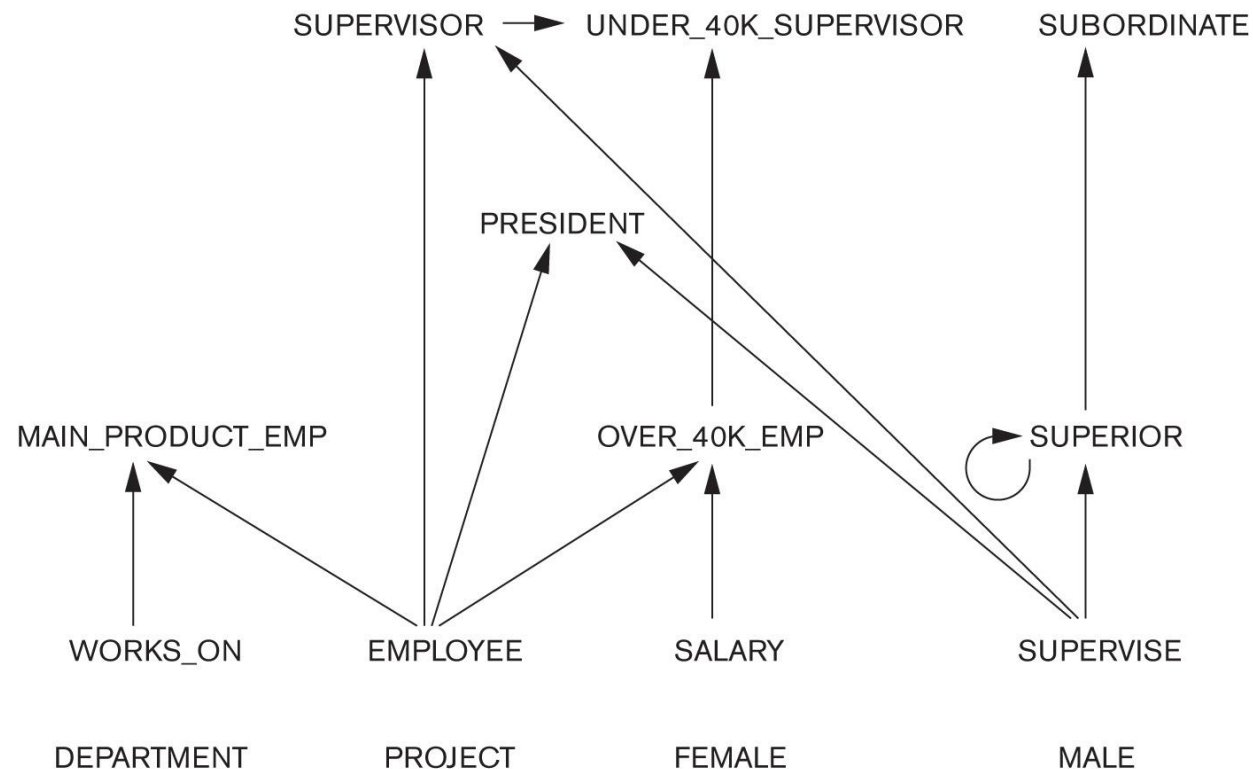 SUPERVISOR UNDER_40K_SUPERVISOR SUBORDINATE
PRESIDENT
MAIN_PRODUCT_EMP OVER_40K_EMP SUPERIOR
WORKS_ON EMPLOYEE SALARY SUPERVISE
DEPARTMENT PROJECT FEMALE MALE